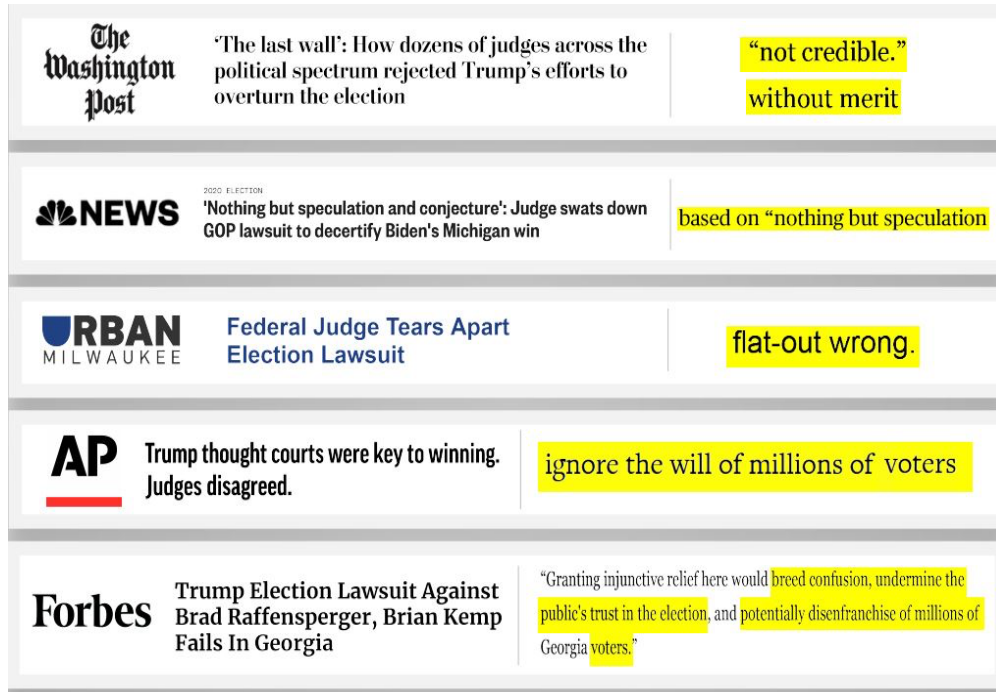 The
Washington
Post
‘The last wall’: How dozens of judges across the
political spectrum rejected Trump’s efforts to
overturn the election
“not credible.”
without merit
NEWS
2020 ELECTION
'Nothing but speculation and conjecture': Judge swats down
GOP lawsuit to decertify Biden's Michigan win
based on “nothing but speculation
URBAN
MILWAUKEE
Federal Judge Tears Apart
Election Lawsuit
flat-out wrong.
AP
Trump thought courts were key to winning.
Judges disagreed.
ignore the will of millions of voters
Forbes
Trump Election Lawsuit Against
Brad Raffensperger, Brian Kemp
Fails In Georgia
“Granting injunctive relief here would breed confusion, undermine the
public's trust in the election, and potentially disenfranchise of millions of
Georgia voters.”